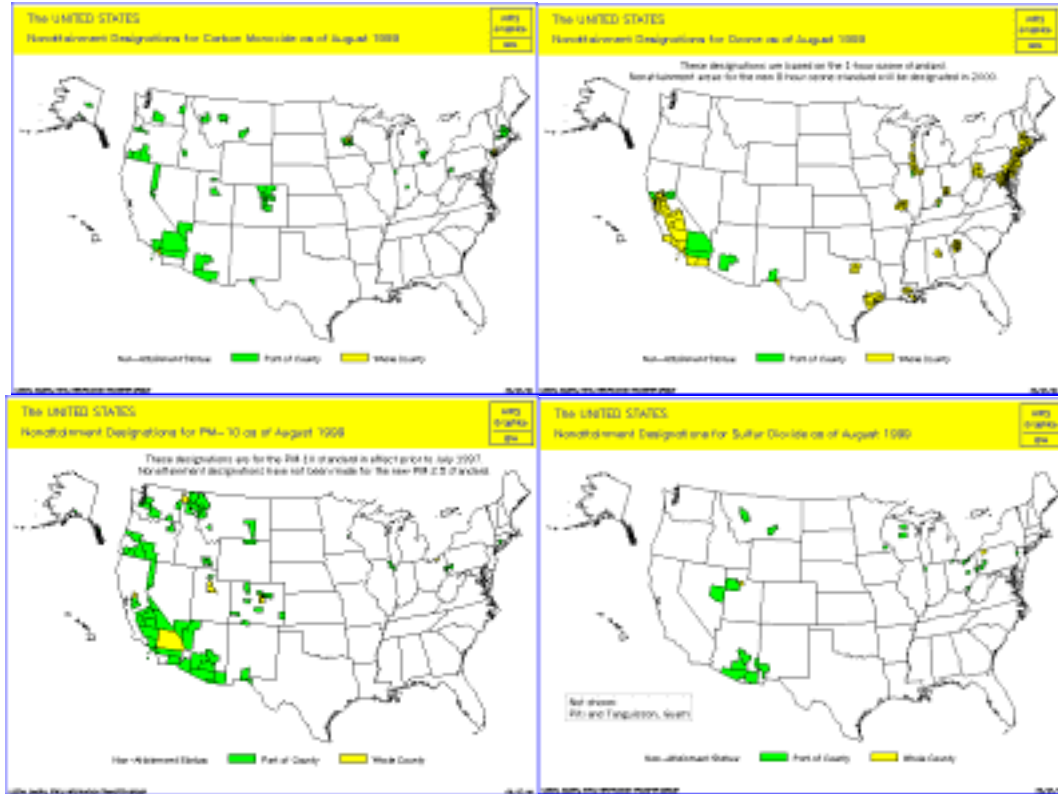 The UNITED STATES
Nonattainment Designations for Carbon Monoxide as of August 1999
Non-Attainment Status: Part of County Whole County
The UNITED STATES
Nonattainment Designations for Ozone as of August 1999
These designations are based on the 1-hour ozone standard.
Nonattainment areas for the new 8-hour ozone standard will be designated in 2000.
Non-Attainment Status: Part of County Whole County
The UNITED STATES
Nonattainment Designations for PM-10 as of August 1999
These designations are for the PM-10 standard in effect prior to July 1997.
Nonattainment designations have not been made for the new PM-2.5 standard.
Non-Attainment Status: Part of County Whole County
The UNITED STATES
Nonattainment Designations for Sulfur Dioxide as of August 1999
Not shown:
Piti and Tanguisson, Guam
Non-Attainment Status: Part of County Whole County